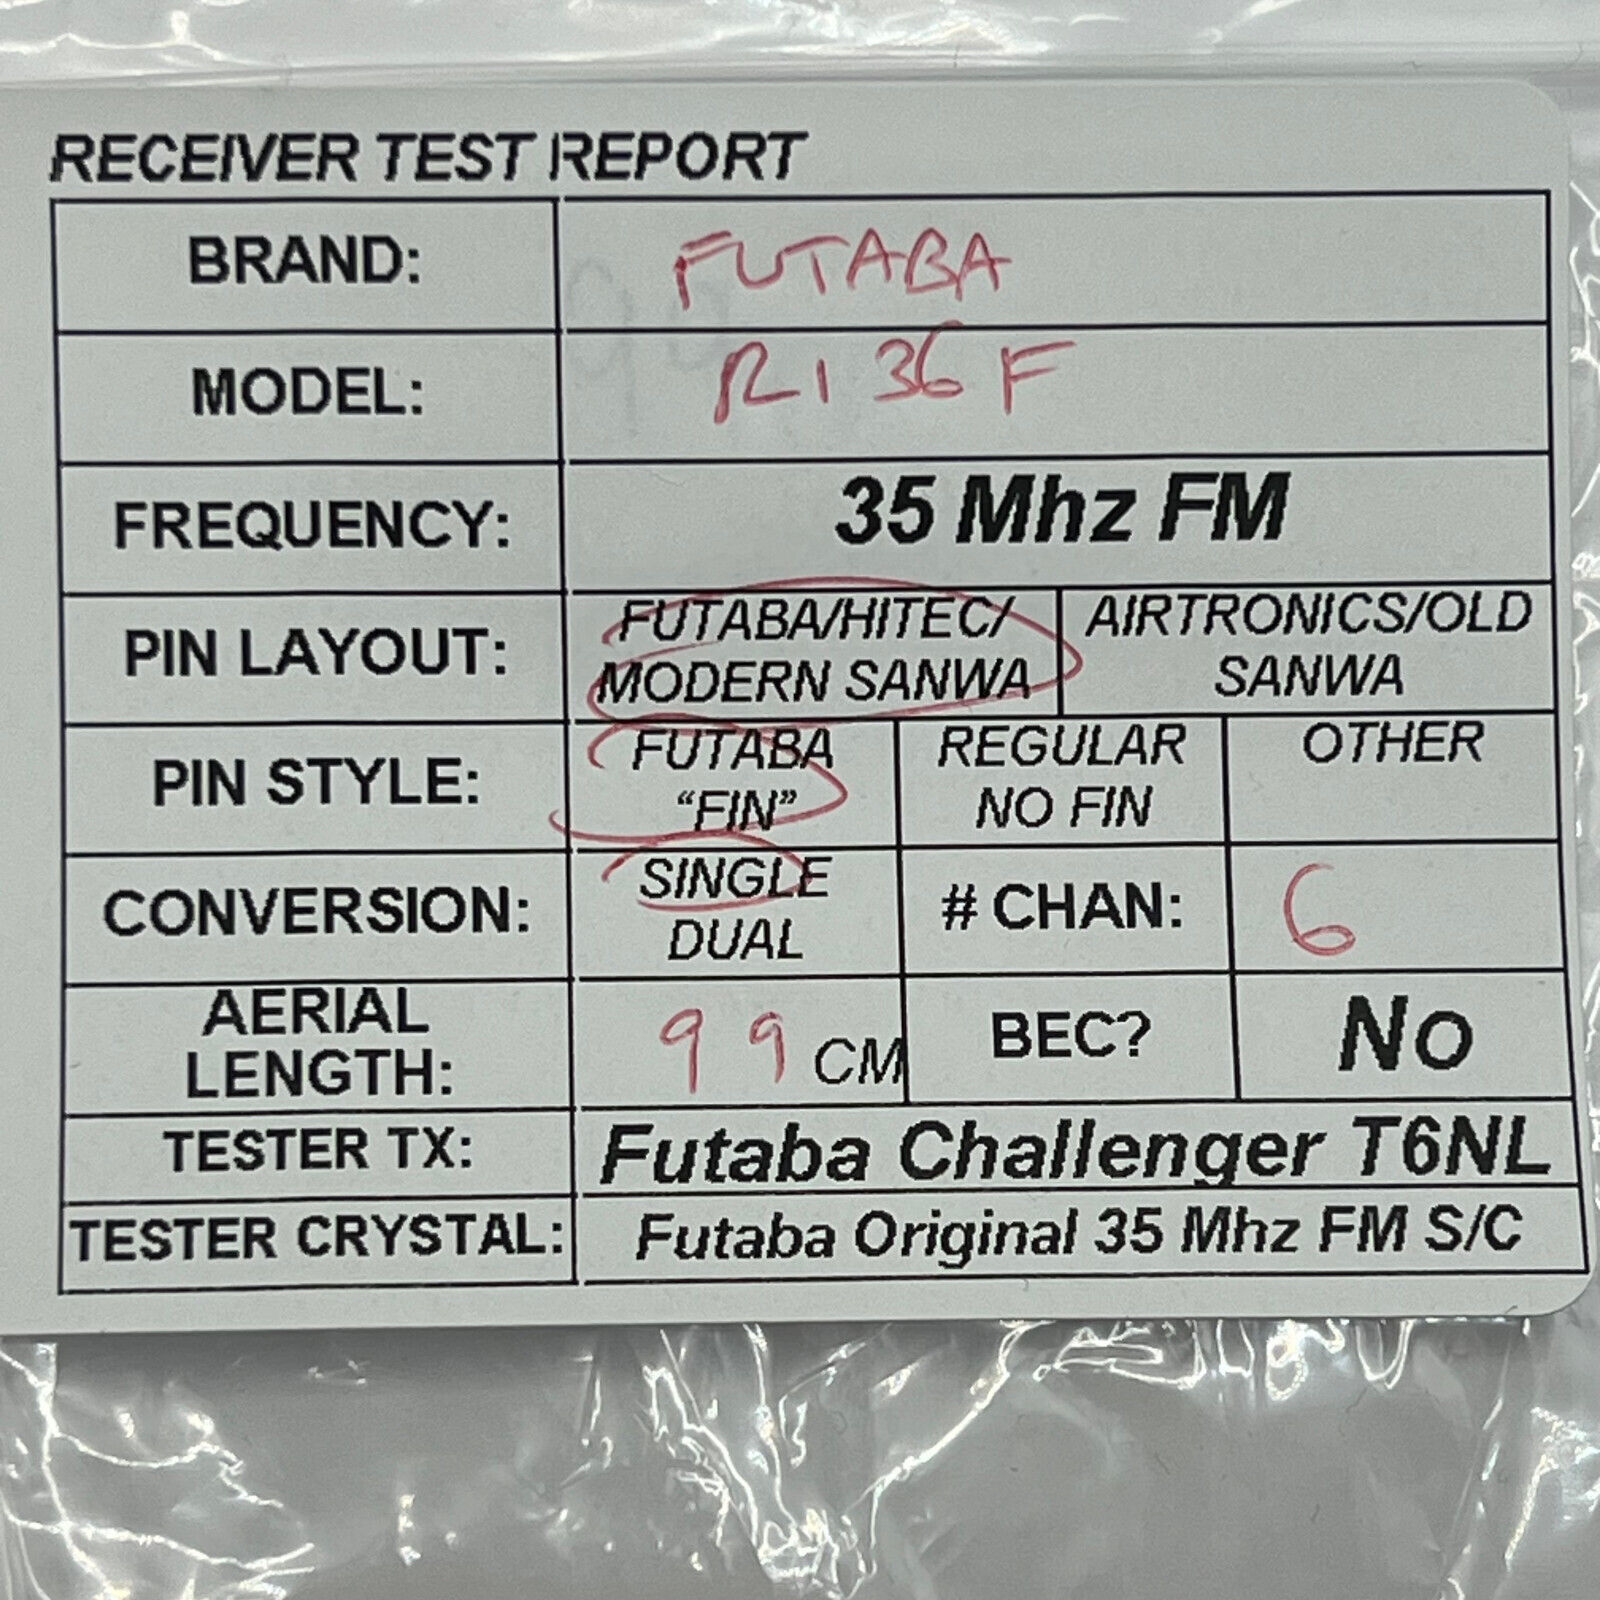 RECEIVER TEST REPORT
BRAND: FUTABA
MODEL: R136F
FREQUENCY: 35 Mhz FM
PIN LAYOUT: FUTABA/HITEC/
MODERN SANWA
AIRTRONICS/OLD
SANWA
PIN STYLE: FUTABA
"FIN"
REGULAR
NO FIN
OTHER
CONVERSION: SINGLE
DUAL
# CHAN: 6
AERIAL
LENGTH:
99 CM
BEC? No
TESTER TX: Futaba Challenger T6NL
TESTER CRYSTAL: Futaba Original 35 Mhz FM S/C